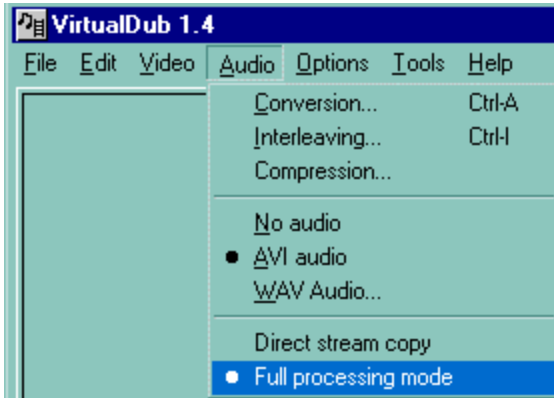 VirtualDub 1.4
File Edit Video Audio Options Tools Help
Conversion... Ctrl-A
Interleaving... Ctrl-I
Compression...
No audio
AVI audio
WAV Audio...
Direct stream copy
Full processing mode